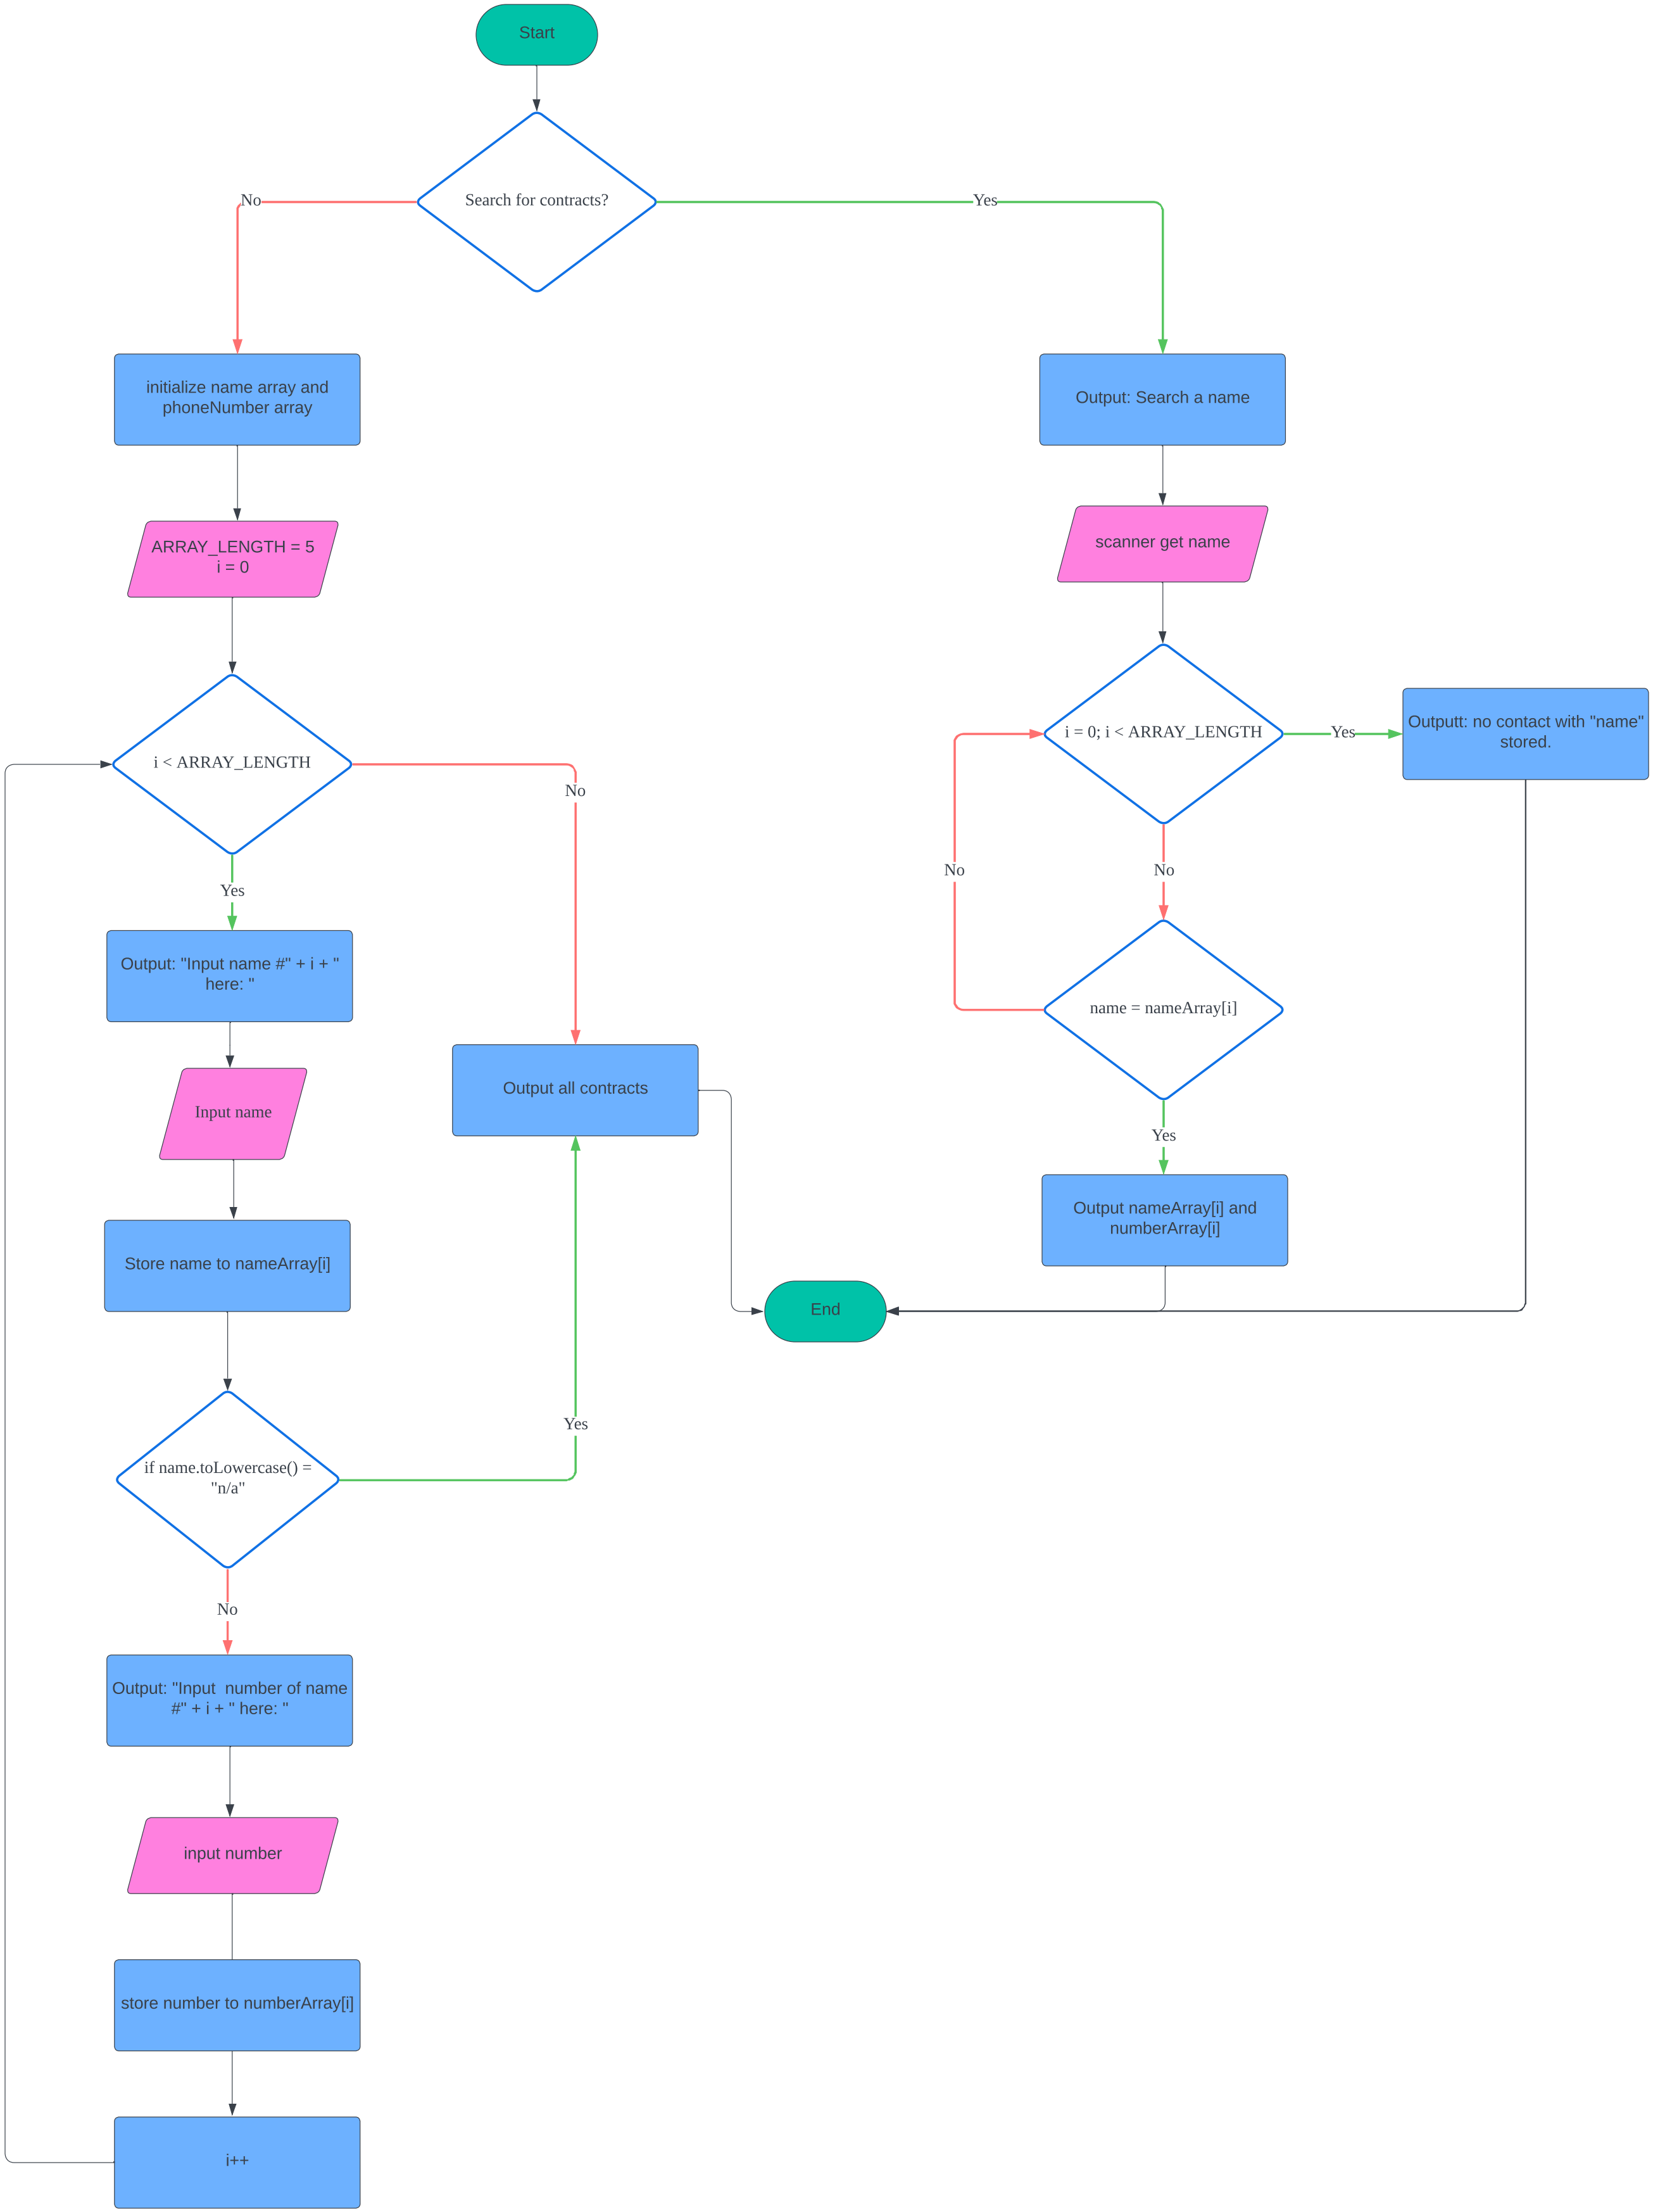 Start
Search for contracts?
No
Yes
initialize name array and
phoneNumber array
Output: Search a name
ARRAY_LENGTH = 5
i = 0
scanner get name
i < ARRAY_LENGTH
No
Yes
i = 0; i < ARRAY_LENGTH
Yes
Outputt: no contact with "name"
stored.
No
No
Output: "Input name #" + i + "
here: "
name = nameArray[i]
Input name
Output all contracts
Yes
Store name to nameArray[i]
Output nameArray[i] and
numberArray[i]
End
Yes
if name.toLowercase() =
"n/a"
No
Output: "Input  number of name
#" + i + " here: "
input number
store number to numberArray[i]
i++